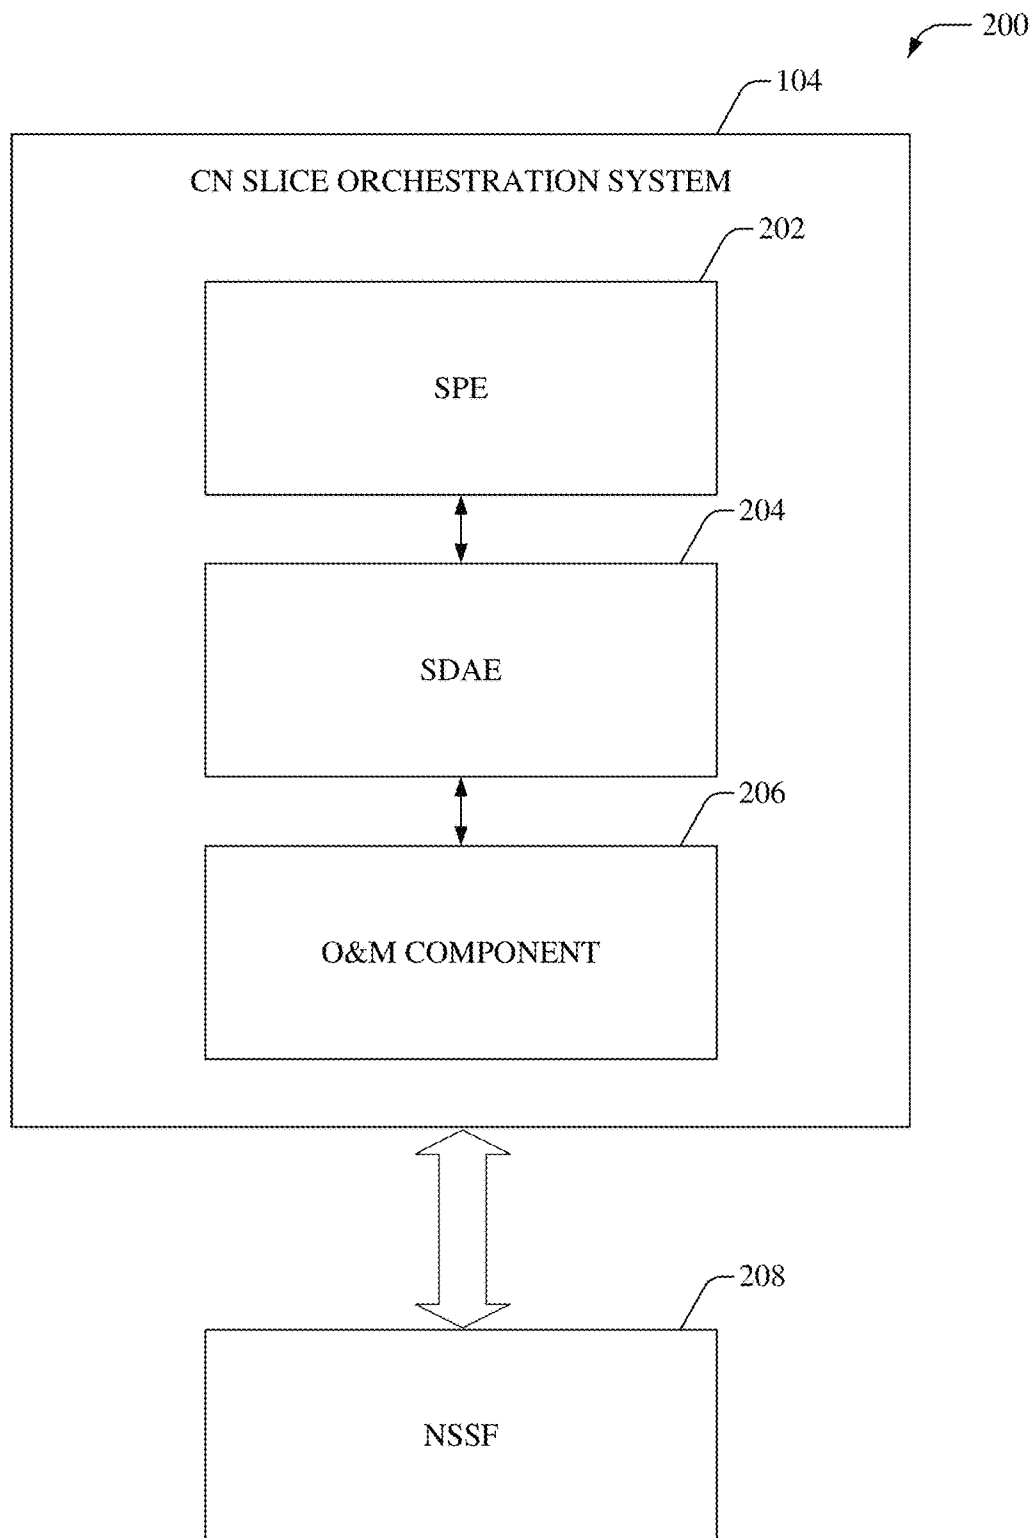 200
104
CN SLICE ORCHESTRATION SYSTEM
202
SPE
204
SDAE
206
O&M COMPONENT
208
NSSF